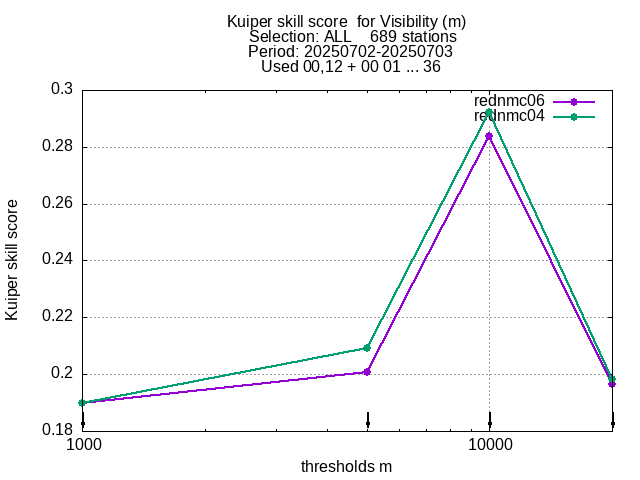 Kuiper skill score  for Visibility (m)
Selection: ALL    689 stations
Period: 20250702-20250703
Used 00,12 + 00 01 ... 36
rednmc06
rednmc04
0.3
0.28
0.26
0.24
0.22
0.2
0.18
Kuiper skill score
1000
10000
thresholds m